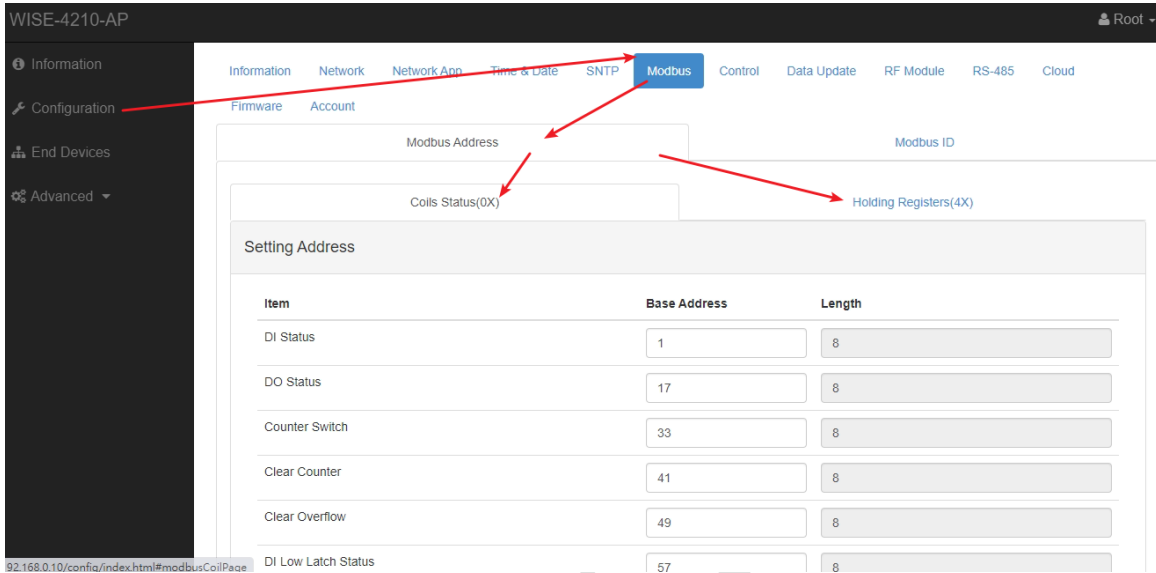 WISE-4210-AP
Root
Information
Configuration
End Devices
Advanced
Information Network Network App Time & Date SNTP Modbus Control Data Update RF Module RS-485 Cloud
Firmware Account
Modbus Address Modbus ID
Coils Status(0X) Holding Registers(4X)
Setting Address
Item Base Address Length
DI Status 1 8
DO Status 17 8
Counter Switch 33 8
Clear Counter 41 8
Clear Overflow 49 8
DI Low Latch Status 57 8
92.168.0.10/config/index.html#modbusCoilPage